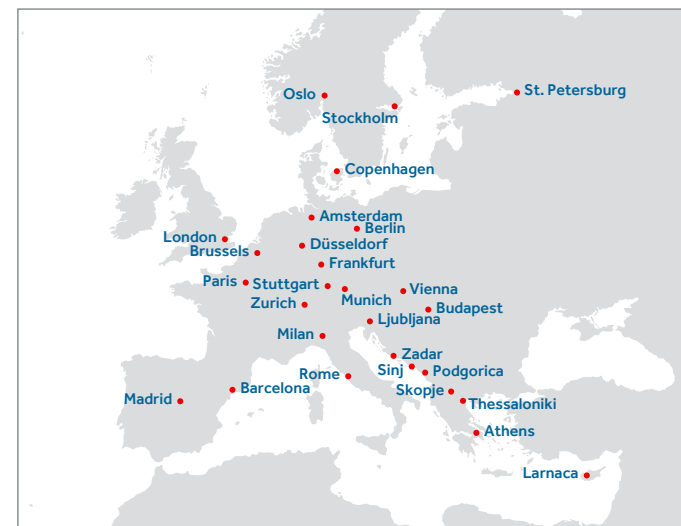 St. Petersburg
Oslo
Stockholm
Copenhagen
Amsterdam
Berlin
London
Düsseldorf
Brussels
Frankfurt
Paris
Stuttgart
Vienna
Munich
Zurich
Budapest
Ljubljana
Milan
Zadar
Sinj
Podgorica
Rome
Barcelona
Skopje
Madrid
Thessaloniki
Athens
Larnaca